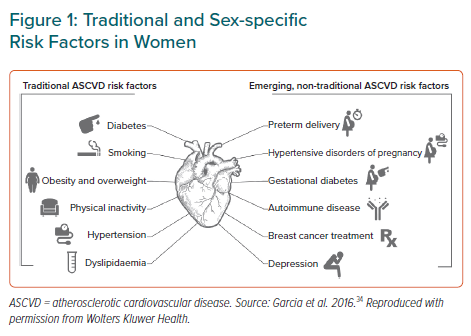 Figure 1: Traditional and Sex-specific
Risk Factors in Women
Traditional ASCVD risk factors
Emerging, non-traditional ASCVD risk factors
Diabetes
Smoking
Obesity and overweight
Physical inactivity
Hypertension
Dyslipidaemia
Preterm delivery
Hypertensive disorders of pregnancy
Gestational diabetes
Autoimmune disease
Breast cancer treatment
Rx
Depression
ASCVD = atherosclerotic cardiovascular disease. Source: Garcia et al. 2016.³⁴ Reproduced with
permission from Wolters Kluwer Health.